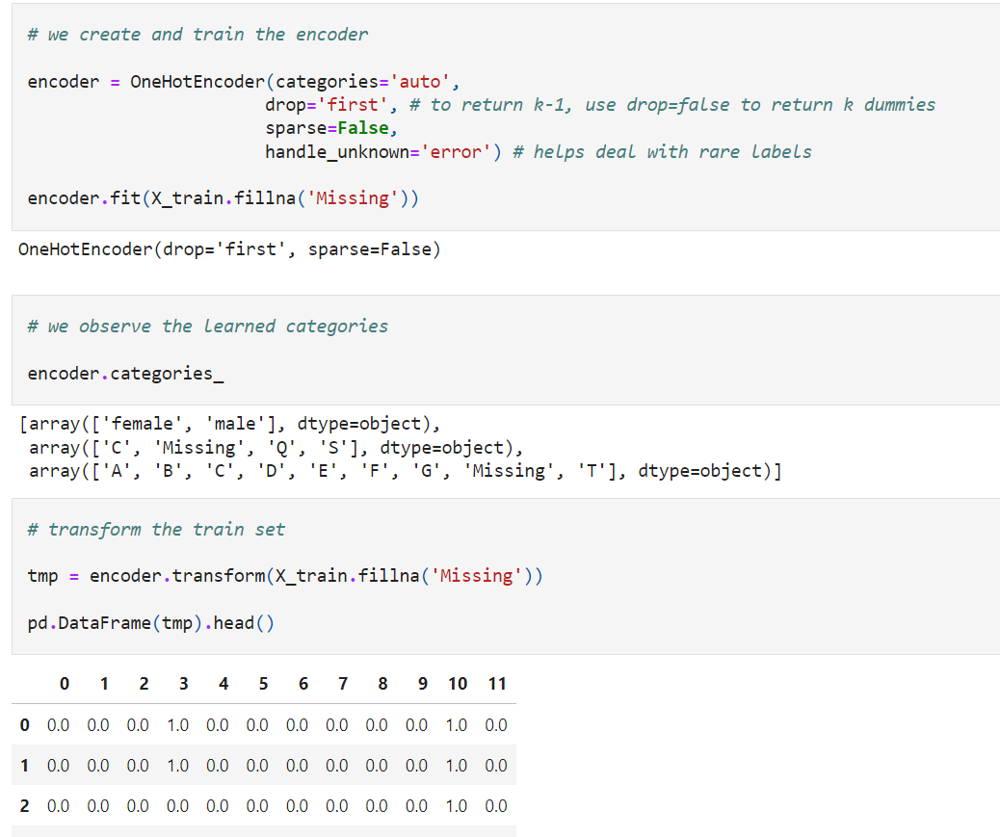 # we create and train the encoder
encoder = OneHotEncoder(categories='auto',
                       drop='first', # to return k-1, use drop=false to return k dummies
                       sparse=False,
                       handle_unknown='error') # helps deal with rare labels
encoder.fit(X_train.fillna('Missing'))
OneHotEncoder(drop='first', sparse=False)
# we observe the learned categories
encoder.categories_
[array(['female', 'male'], dtype=object),
 array(['C', 'Missing', 'Q', 'S'], dtype=object),
 array(['A', 'B', 'C', 'D', 'E', 'F', 'G', 'Missing', 'T'], dtype=object)]
# transform the train set
tmp = encoder.transform(X_train.fillna('Missing'))
pd.DataFrame(tmp).head()
0 1 2 3 4 5 6 7 8 9 10 11
0 0.0 0.0 0.0 1.0 0.0 0.0 0.0 0.0 0.0 0.0 1.0 0.0
1 0.0 0.0 0.0 1.0 0.0 0.0 0.0 0.0 0.0 0.0 1.0 0.0
2 0.0 0.0 0.0 0.0 0.0 0.0 0.0 0.0 0.0 0.0 1.0 0.0